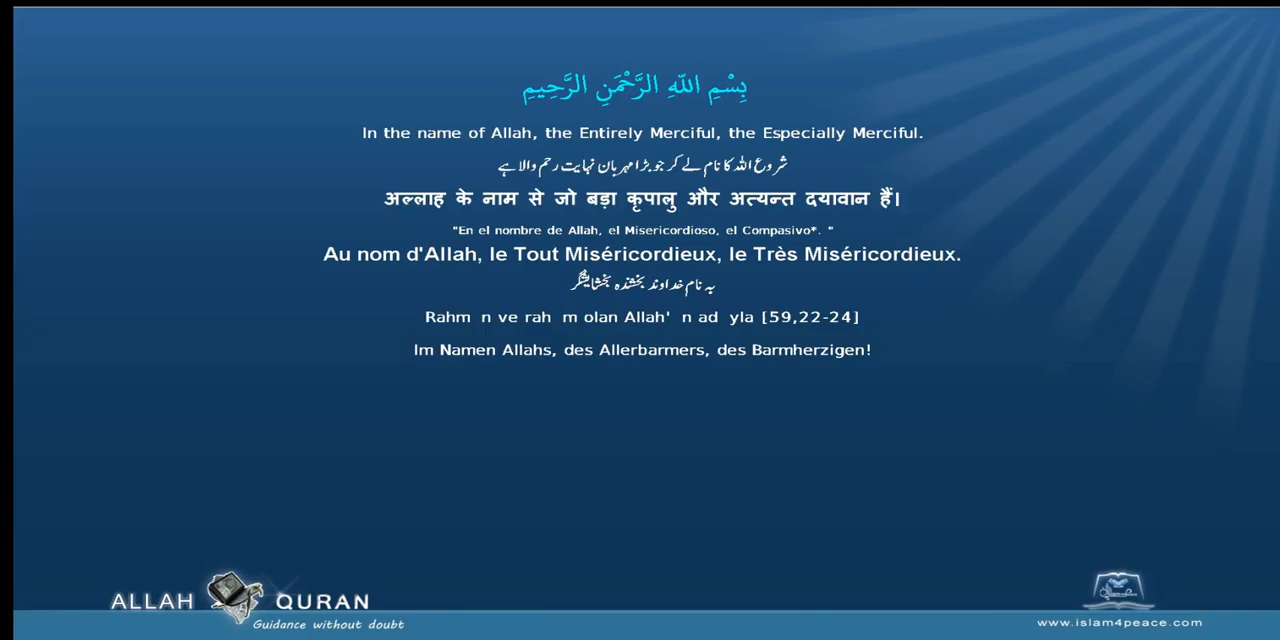 بِسْمِ اللّهِ الرَّحْمَنِ الرَّحِيمِ
In the name of Allah, the Entirely Merciful, the Especially Merciful.
شروع اللہ کا نام لے کر جو بڑا مہربان نہایت رحم والا ہے
अल्लाह के नाम से जो बड़ा कृपालु और अत्यन्त दयावान हैं।
"En el nombre de Allah, el Misericordioso, el Compasivo*. "
Au nom d'Allah, le Tout Miséricordieux, le Très Miséricordieux.
به نام خداوند بخشنده بخشایشگر
Rahm n ve rah m olan Allah' n ad yla [59,22-24]
Im Namen Allahs, des Allerbarmers, des Barmherzigen!
ALLAH QURAN
Guidance without doubt
www.islam4peace.com